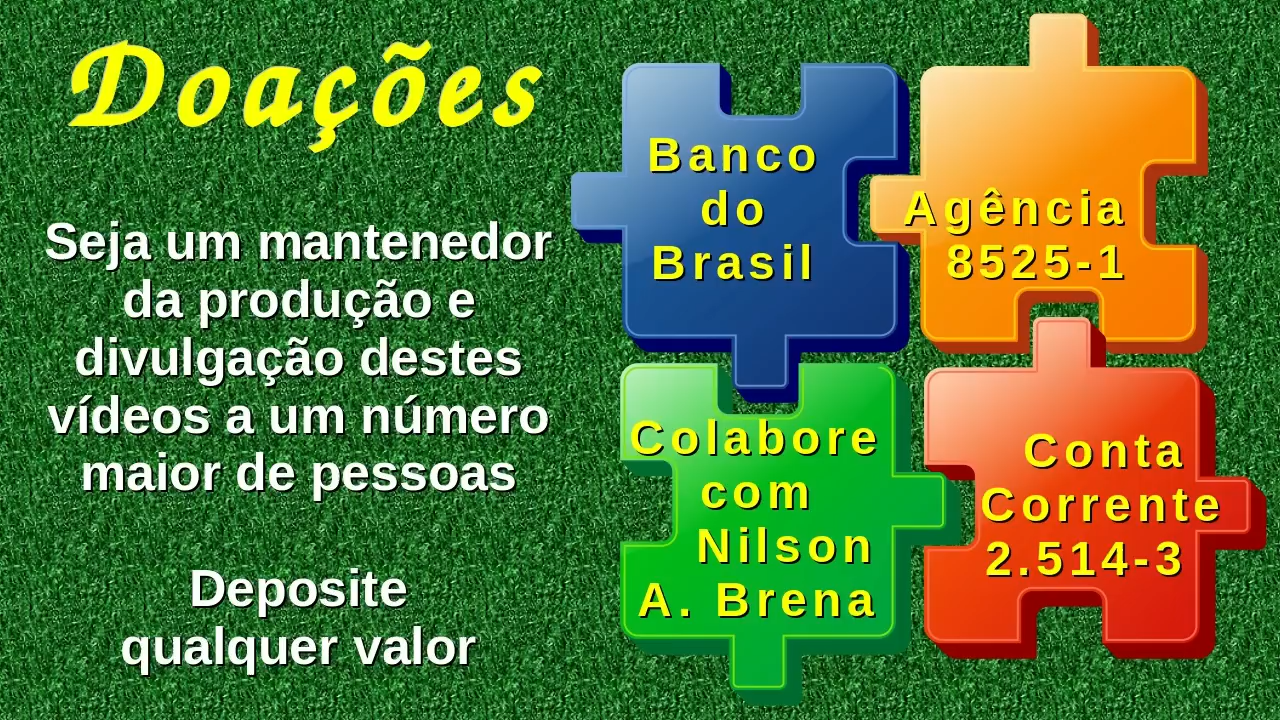 Doações
Seja um mantenedor
da produção e
divulgação destes
vídeos a um número
maior de pessoas
Deposite
qualquer valor
Banco
do
Brasil
Agência
8525-1
Colabore
com
Nilson
A. Brena
Conta
Corrente
2.514-3